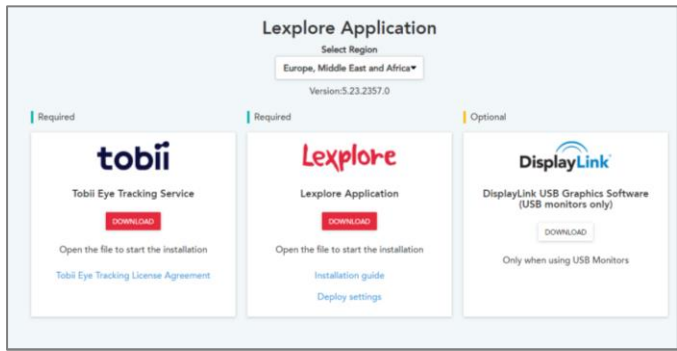 Lexplore Application
Select Region
Europe, Middle East and Africa
Version:5.23.2357.0
Required
tobii
Tobii Eye Tracking Service
DOWNLOAD
Open the file to start the installation
Tobii Eye Tracking License Agreement
Required
Lexplore
Lexplore Application
DOWNLOAD
Open the file to start the installation
Installation guide
Deploy settings
Optional
DisplayLink
DisplayLink USB Graphics Software
(USB monitors only)
DOWNLOAD
Only when using USB Monitors